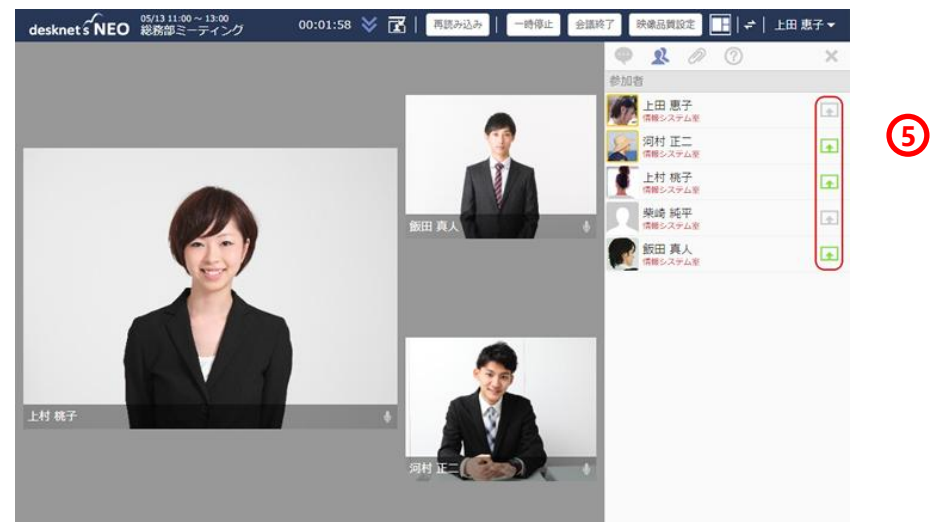 desknet's NEO
05/13 11:00 ~ 13:00
総務部ミーティング
00:01:58
再読み込み
一時停止
会議終了
映像品質設定
上田 恵子
参加者
上田 恵子
情報システム室
河村 正二
情報システム室
上村 桃子
情報システム室
柴崎 純平
情報システム室
飯田 真人
情報システム室
⑤
飯田 真人
上村 桃子
河村 正二